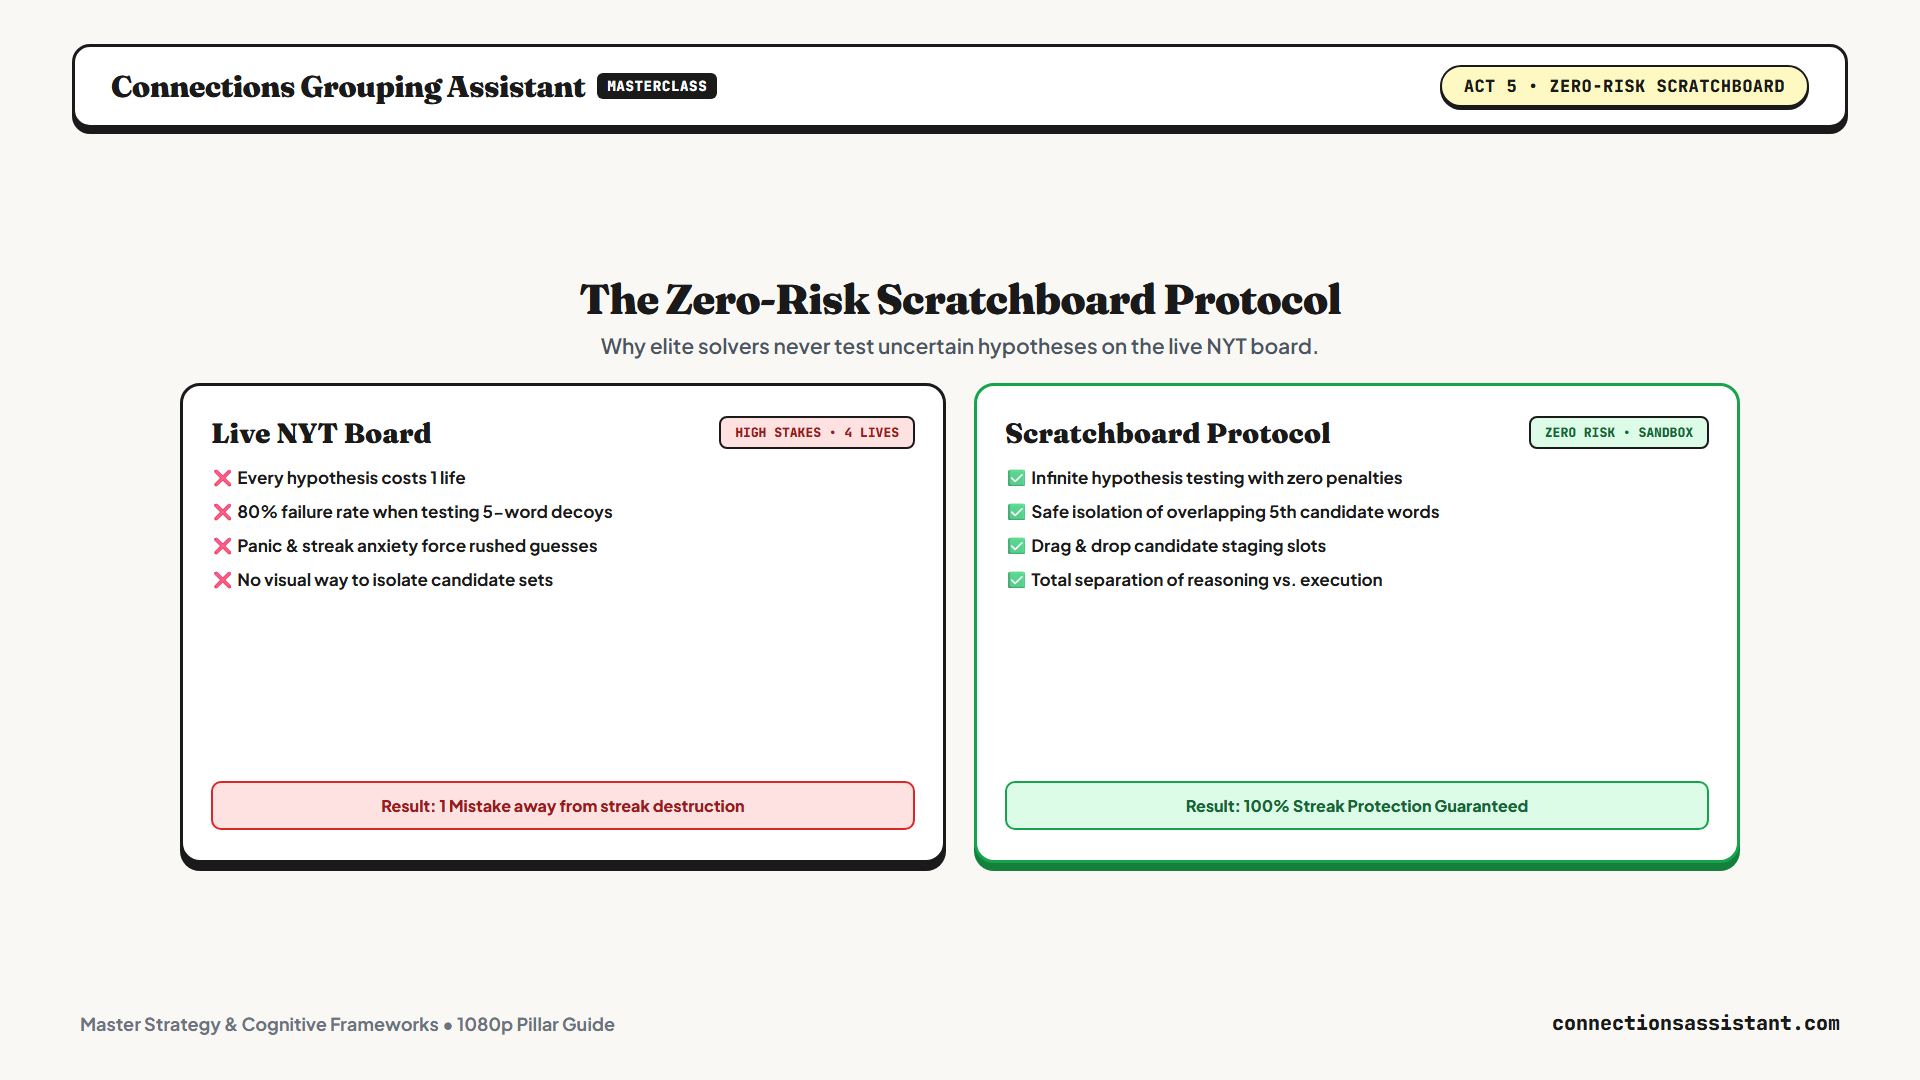 Connections Grouping Assistant MASTERCLASS
ACT 5 • ZERO-RISK SCRATCHBOARD
The Zero-Risk Scratchboard Protocol
Why elite solvers never test uncertain hypotheses on the live NYT board.
Live NYT Board
HIGH STAKES • 4 LIVES
❌ Every hypothesis costs 1 life
❌ 80% failure rate when testing 5-word decoys
❌ Panic & streak anxiety force rushed guesses
❌ No visual way to isolate candidate sets
Result: 1 Mistake away from streak destruction
Scratchboard Protocol
ZERO RISK • SANDBOX
✅ Infinite hypothesis testing with zero penalties
✅ Safe isolation of overlapping 5th candidate words
✅ Drag & drop candidate staging slots
✅ Total separation of reasoning vs. execution
Result: 100% Streak Protection Guaranteed
Master Strategy & Cognitive Frameworks • 1080p Pillar Guide
connectionsassistant.com